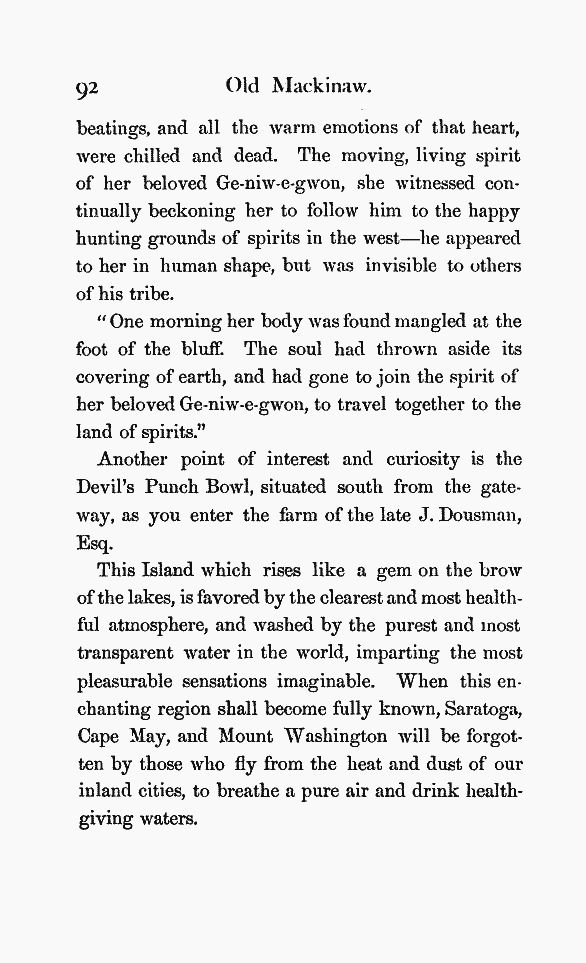 92 Old Mackinaw.
beatings, and all the warm emotions of that heart,
were chilled and dead. The moving, living spirit
of her beloved Ge-niw-e-gwon, she witnessed con-
tinually beckoning her to follow him to the happy
hunting grounds of spirits in the west—he appeared
to her in human shape, but was invisible to others
of his tribe.
"One morning her body was found mangled at the
foot of the bluff. The soul had thrown aside its
covering of earth, and had gone to join the spirit of
her beloved Ge-niw-e-gwon, to travel together to the
land of spirits."
Another point of interest and curiosity is the
Devil's Punch Bowl, situated south from the gate-
way, as you enter the farm of the late J. Dousman,
Esq.
This Island which rises like a gem on the brow
of the lakes, is favored by the clearest and most health-
ful atmosphere, and washed by the purest and most
transparent water in the world, imparting the most
pleasurable sensations imaginable. When this en-
chanting region shall become fully known, Saratoga,
Cape May, and Mount Washington will be forgot-
ten by those who fly from the heat and dust of our
inland cities, to breathe a pure air and drink health-
giving waters.